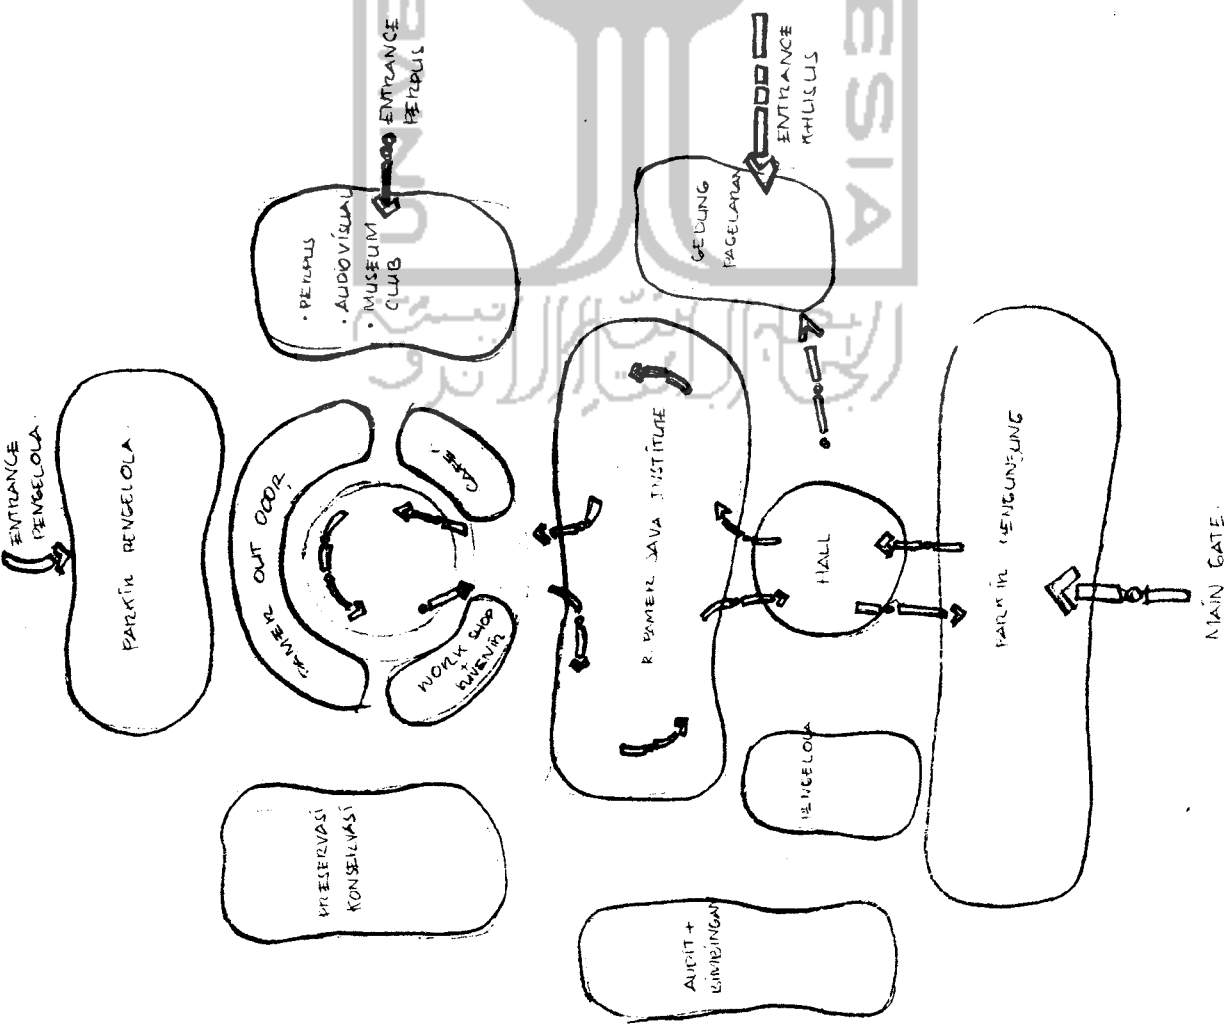 ENTRANCE
PENGELOLA.
PARKIR PENGELOLA.
PAMER OUT DOOR.
PRESERVASI
KONSERVASI
WORK SHOP
+
SUVENIR
CAFE.
• PERPUS
• AUDIOVISUAL
• MUSEUM
CLUB
ENTRANCE
PERPUS
R. PAMER SAVA INSTITUTE
AUDIT +
BIMBINGAN
GEDUNG
PAGELARAN
ENTRANCE
KHUSUS
PENGELOLA
HALL
PARKIR PENGUNJUNG
MAIN GATE.
ESIA